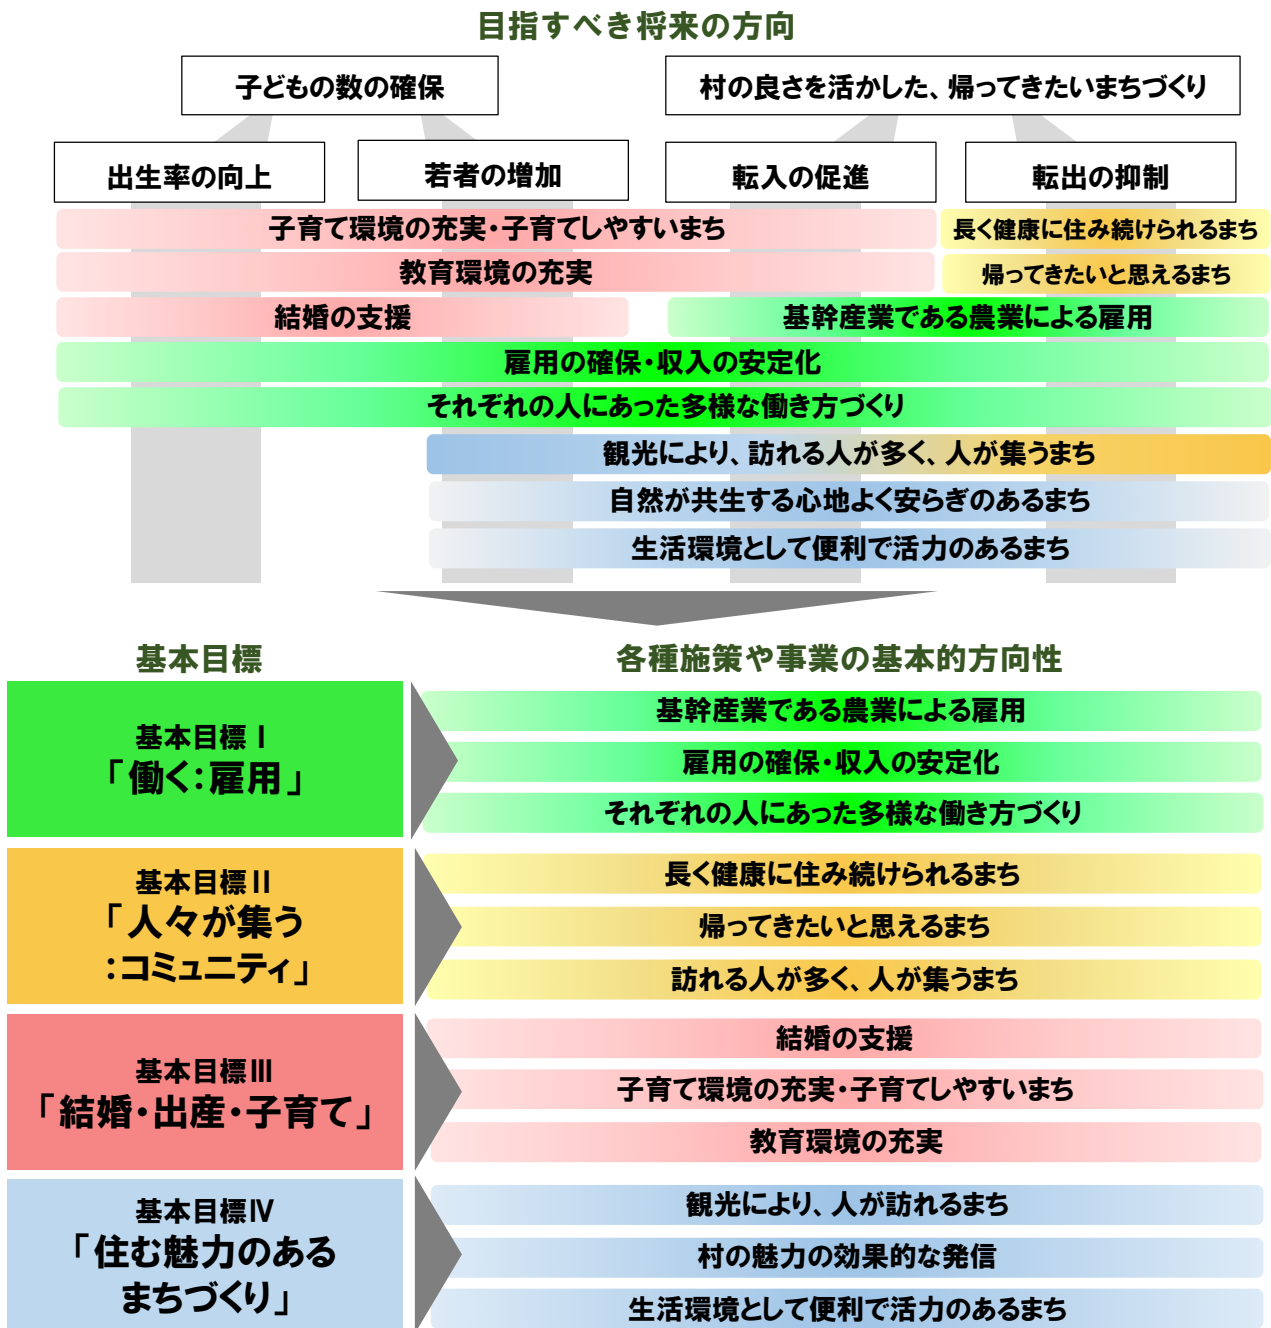 目指すべき将来の方向
子どもの数の確保
村の良さを活かした、帰ってきたいまちづくり
出生率の向上
若者の増加
転入の促進
転出の抑制
子育て環境の充実・子育てしやすいまち
長く健康に住み続けられるまち
教育環境の充実
帰ってきたいと思えるまち
結婚の支援
基幹産業である農業による雇用
雇用の確保・収入の安定化
それぞれの人にあった多様な働き方づくり
観光により、訪れる人が多く、人が集うまち
自然が共生する心地よく安らぎのあるまち
生活環境として便利で活力のあるまち
基本目標
各種施策や事業の基本的方向性
基本目標Ⅰ
「働く:雇用」
基幹産業である農業による雇用
雇用の確保・収入の安定化
それぞれの人にあった多様な働き方づくり
基本目標Ⅱ
「人々が集う
:コミュニティ」
長く健康に住み続けられるまち
帰ってきたいと思えるまち
訪れる人が多く、人が集うまち
基本目標Ⅲ
「結婚・出産・子育て」
結婚の支援
子育て環境の充実・子育てしやすいまち
教育環境の充実
基本目標Ⅳ
「住む魅力のある
まちづくり」
観光により、人が訪れるまち
村の魅力の効果的な発信
生活環境として便利で活力のあるまち